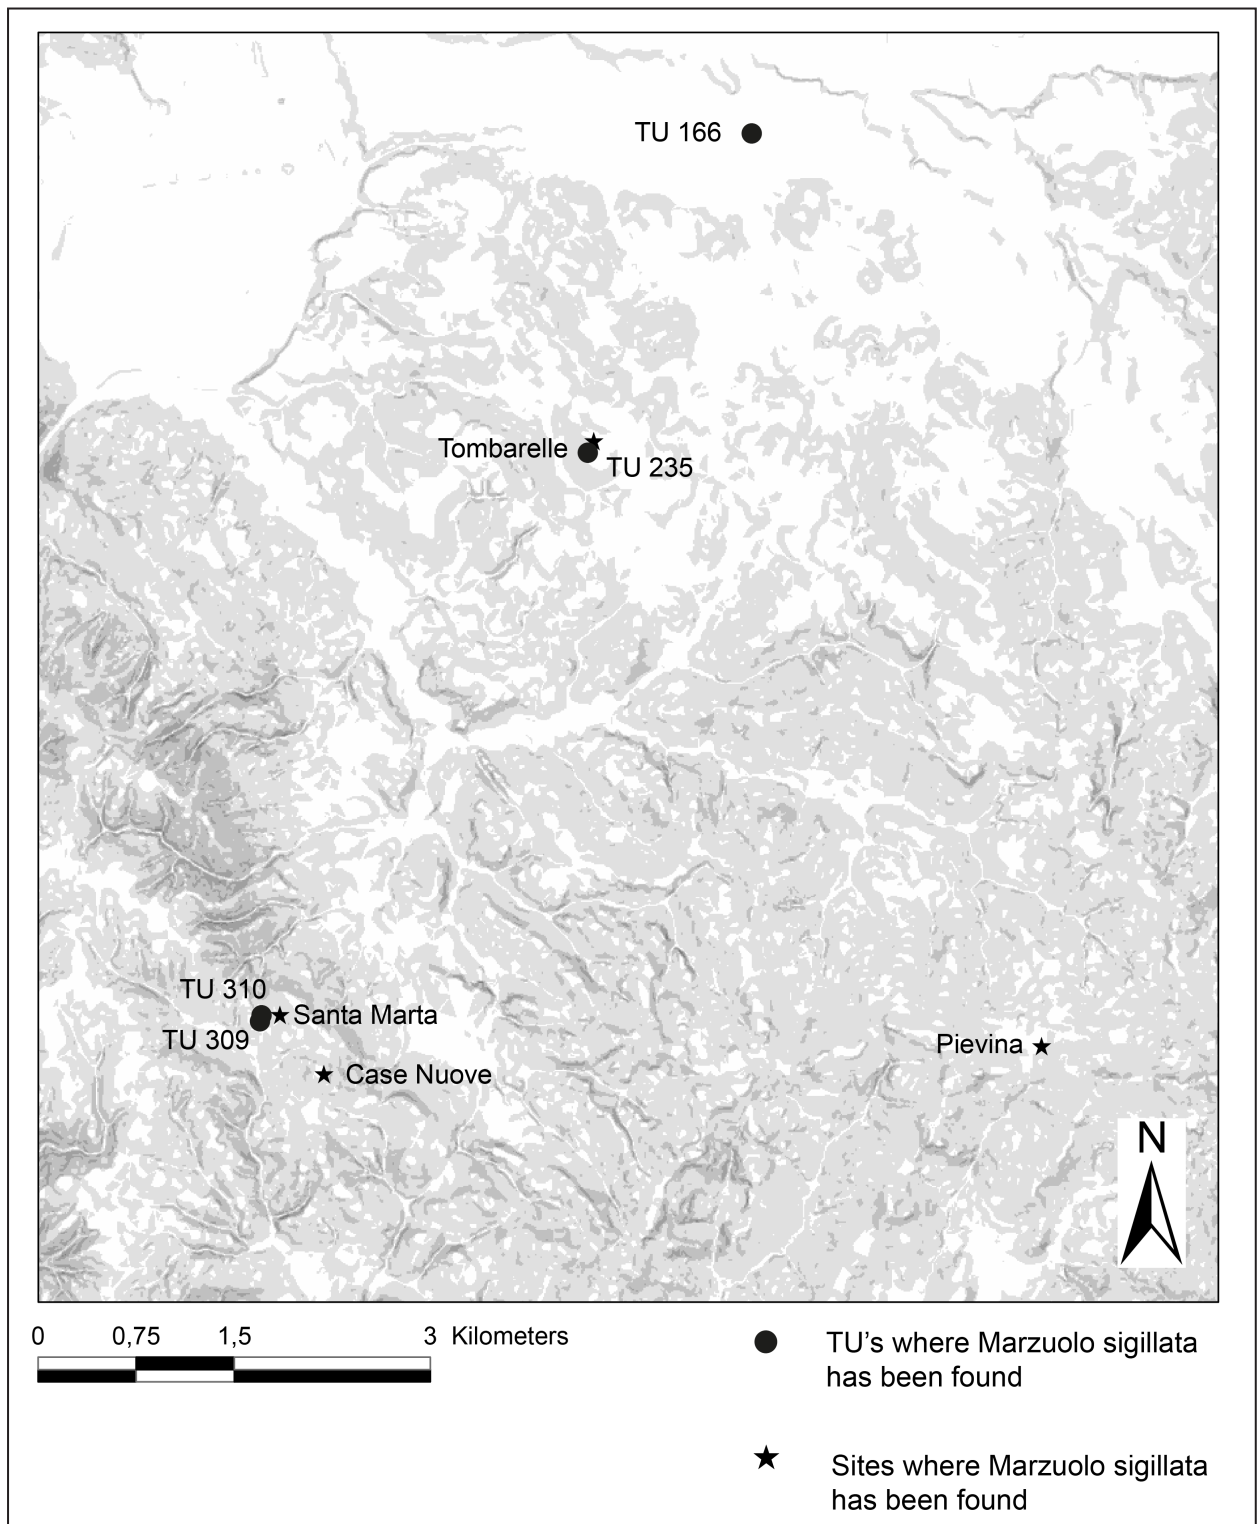 TU 166
Tombarelle
TU 235
TU 310
Santa Marta
TU 309
Pievina
Case Nuove
N
0 0,75 1,5 3 Kilometers
TU's where Marzuolo sigillata
has been found
Sites where Marzuolo sigillata
has been found